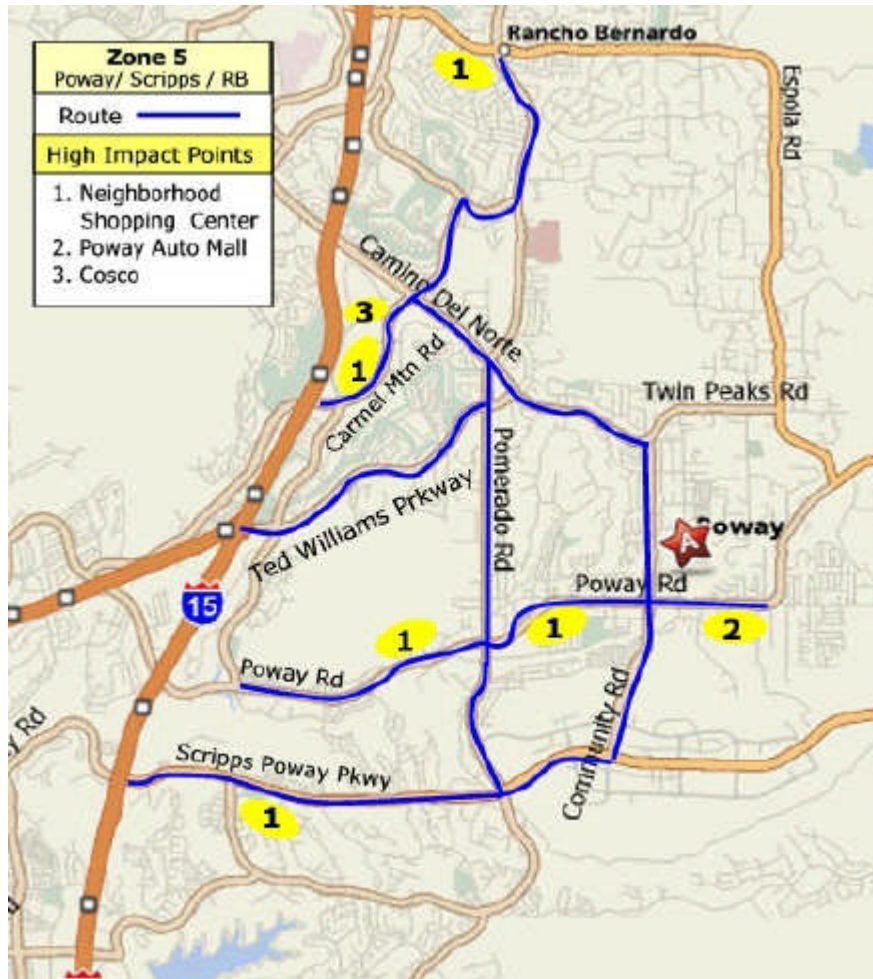 Zone 5
Poway/ Scripps / RB
Route
High Impact Points
1. Neighborhood
Shopping Center
2. Poway Auto Mall
3. Cosco
Rancho Bernardo
1
Espola Rd
Camino Del Norte
3
1
Carmel Mtn Rd
Twin Peaks Rd
Ted Williams Prkway
Pomerado Rd
A
Poway
Poway Rd
15
1
1
2
Poway Rd
Community Rd
Rd
Scripps Poway Pkwy
1